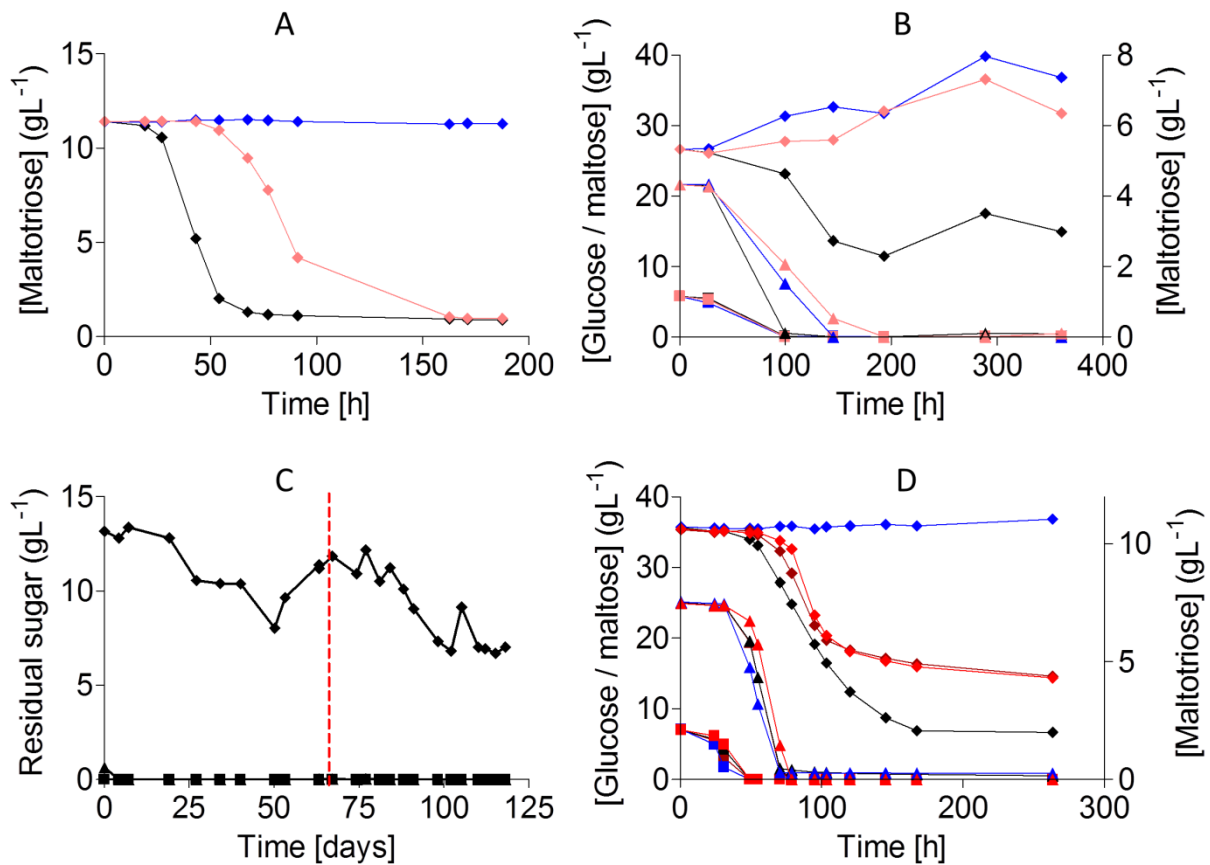 A
[Maltotriose] (gL⁻¹)
15
10
5
0
0 50 100 150 200
Time [h]
B
[Glucose / maltose] (gL⁻¹)
40
30
20
10
0
[Maltotriose] (gL⁻¹)
8
6
4
2
0
0 100 200 300 400
Time [h]
C
Residual sugar (gL⁻¹)
15
10
5
0
0 25 50 75 100 125
Time [days]
D
[Glucose / maltose] (gL⁻¹)
40
30
20
10
0
[Maltotriose] (gL⁻¹)
10
5
0
0 100 200 300
Time [h]